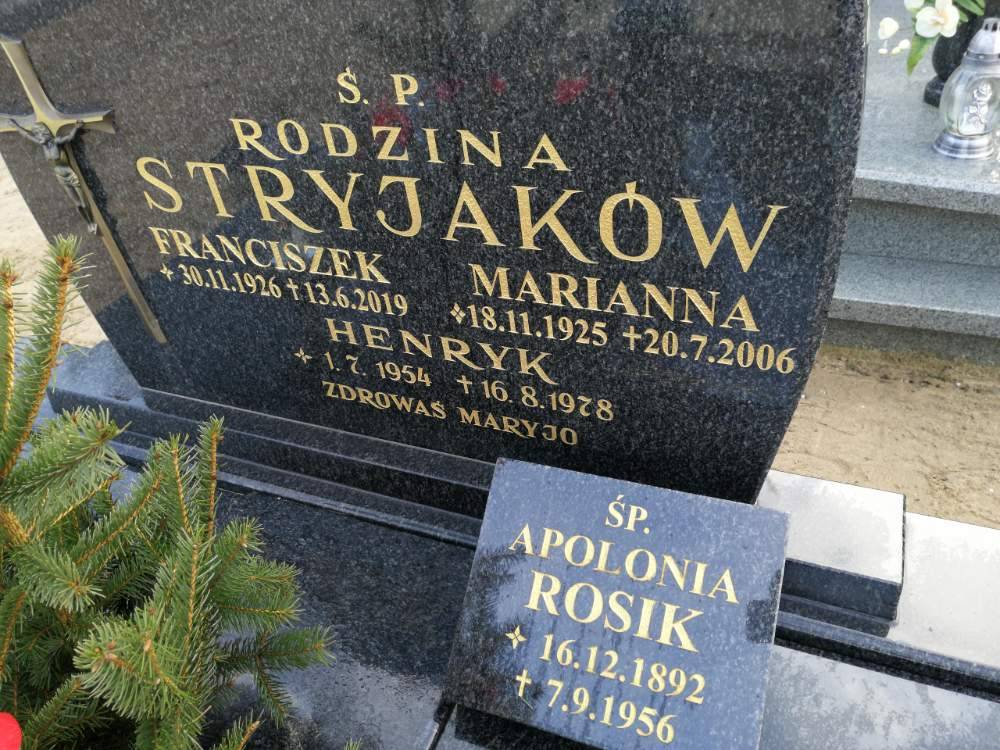 Ś. P.
RODZINA
STRYJAKÓW
FRANCISZEK
30.11.1926 † 13.6.2019
MARIANNA
18.11.1925 † 20.7.2006
HENRYK
1.7.1954 † 16.8.1978
ZDROWAŚ MARYJO
ŚP.
APOLONIA
ROSIK
16.12.1892
† 7.9.1956